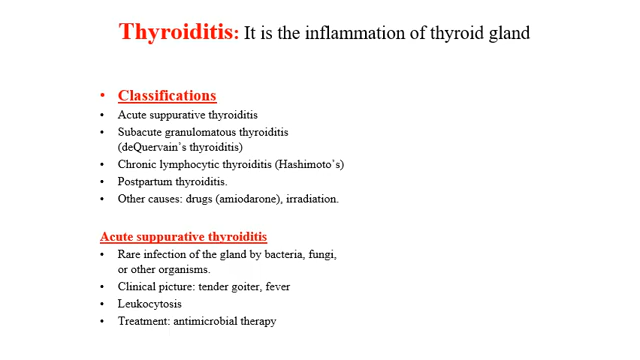 Thyroiditis: It is the inflammation of thyroid gland
• Classifications
• Acute suppurative thyroiditis
• Subacute granulomatous thyroiditis
(deQuervain's thyroiditis)
• Chronic lymphocytic thyroiditis (Hashimoto's)
• Postpartum thyroiditis.
• Other causes: drugs (amiodarone), irradiation.
Acute suppurative thyroiditis
• Rare infection of the gland by bacteria, fungi,
or other organisms.
• Clinical picture: tender goiter, fever
• Leukocytosis
• Treatment: antimicrobial therapy